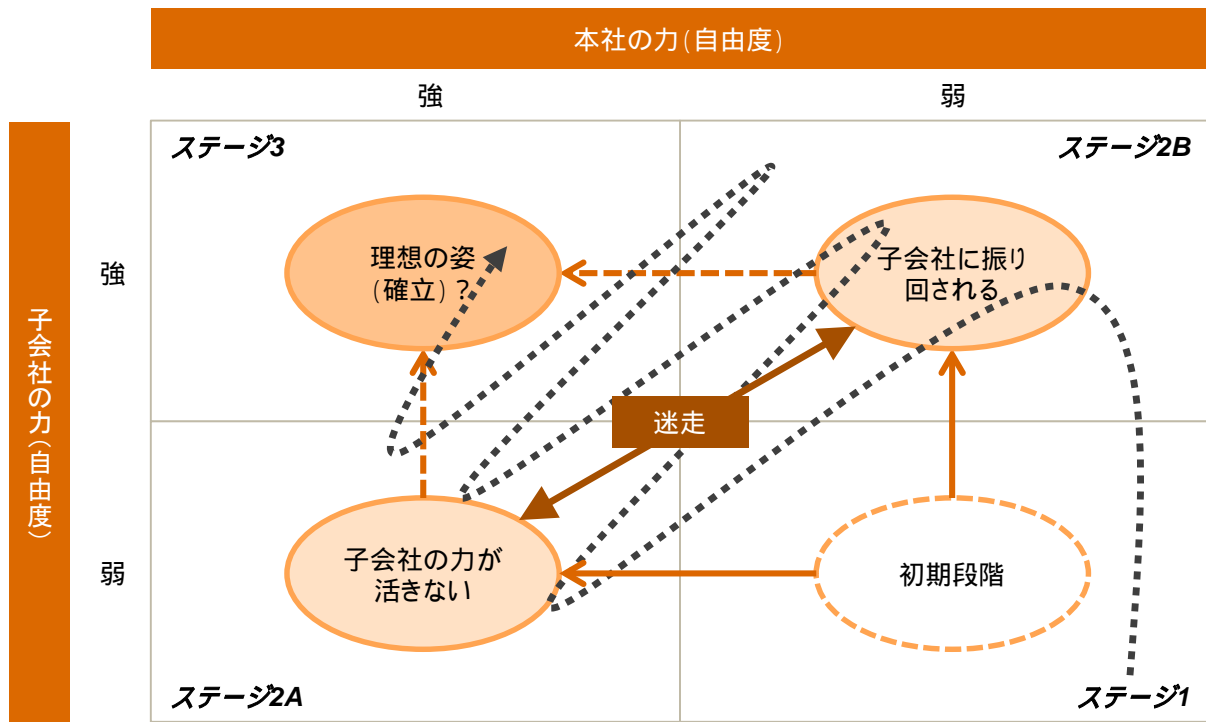 本社の力(自由度)
強
弱
子会社の力(自由度)
強
弱
ステージ3
ステージ2B
理想の姿
(確立)?
子会社に振り
回される
迷走
子会社の力が
活きない
初期段階
ステージ2A
ステージ1